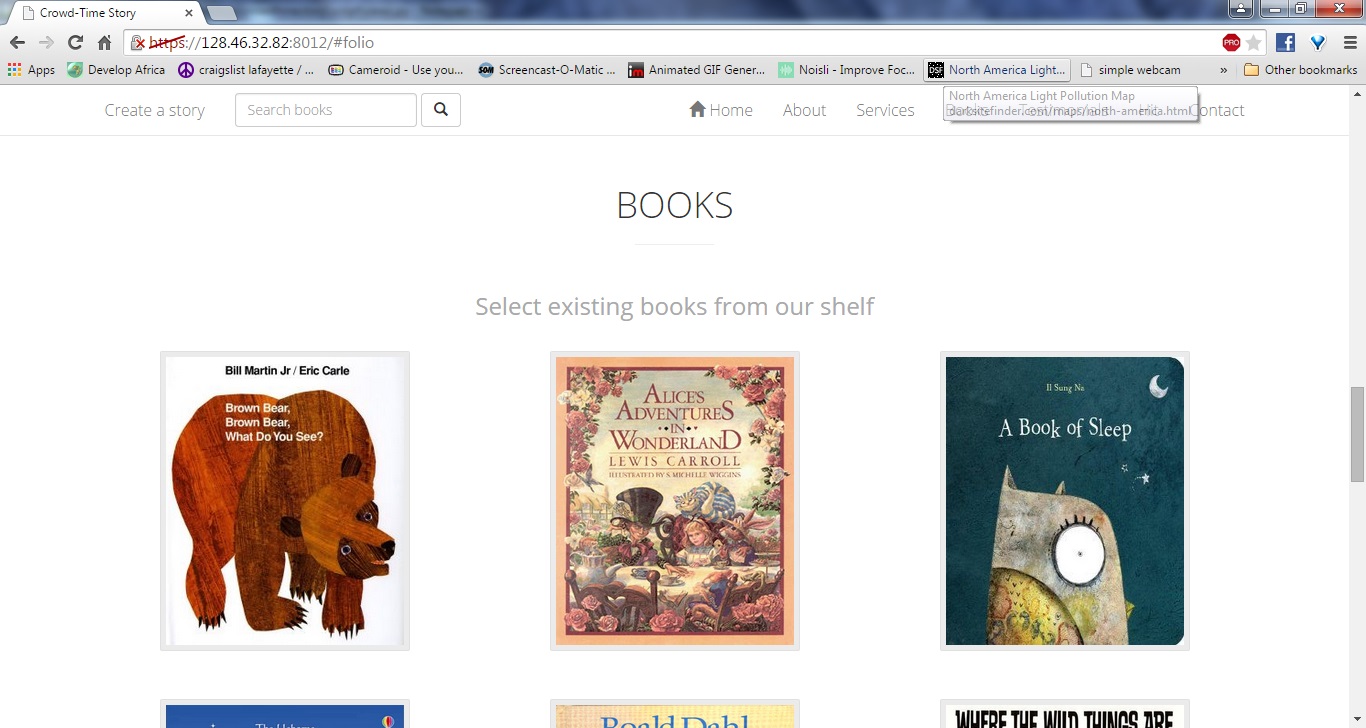 Crowd-Time Story
https://128.46.32.82:8012/#folio
PRO
Apps Develop Africa craigslist lafayette / ... Cameroid - Use you... Screencast-O-Matic ... Animated GIF Gener... Noisli - Improve Foc... DSF North America Light... simple webcam » Other bookmarks
North America Light Pollution Map
darksitefinder.com/maps/north-america.html
Create a story Search books Home About Services Books Testimonials Contact
BOOKS
Select existing books from our shelf
Bill Martin Jr / Eric Carle
Brown Bear,
Brown Bear,
What Do You See?
ALICE'S
ADVENTURES
IN
WONDERLAND
LEWIS CARROLL
ILLUSTRATED BY S. MICHELLE WIGGINS
Il Sung Na
A Book of Sleep
The Usborne
Roald Dahl
WHERE THE WILD THINGS ARE